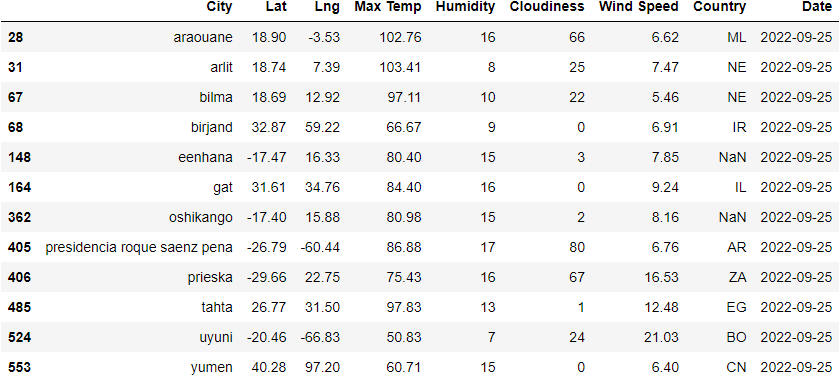 City Lat Lng Max Temp Humidity Cloudiness Wind Speed Country Date
28 araouane 18.90 -3.53 102.76 16 66 6.62 ML 2022-09-25
31 arlit 18.74 7.39 103.41 8 25 7.47 NE 2022-09-25
67 bilma 18.69 12.92 97.11 10 22 5.46 NE 2022-09-25
68 birjand 32.87 59.22 66.67 9 0 6.91 IR 2022-09-25
148 eenhana -17.47 16.33 80.40 15 3 7.85 NaN 2022-09-25
164 gat 31.61 34.76 84.40 16 0 9.24 IL 2022-09-25
362 oshikango -17.40 15.88 80.98 15 2 8.16 NaN 2022-09-25
405 presidencia roque saenz pena -26.79 -60.44 86.88 17 80 6.76 AR 2022-09-25
406 prieska -29.66 22.75 75.43 16 67 16.53 ZA 2022-09-25
485 tahta 26.77 31.50 97.83 13 1 12.48 EG 2022-09-25
524 uyuni -20.46 -66.83 50.83 7 24 21.03 BO 2022-09-25
553 yumen 40.28 97.20 60.71 15 0 6.40 CN 2022-09-25